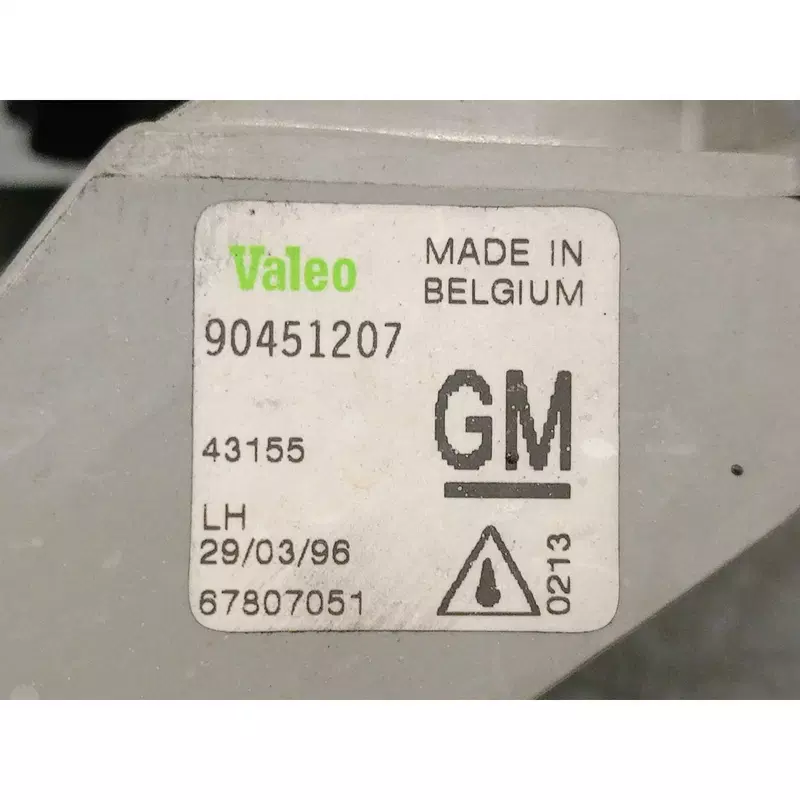 Valeo
MADE IN
BELGIUM
90451207
GM
43155
LH
29/03/96
67807051
0213